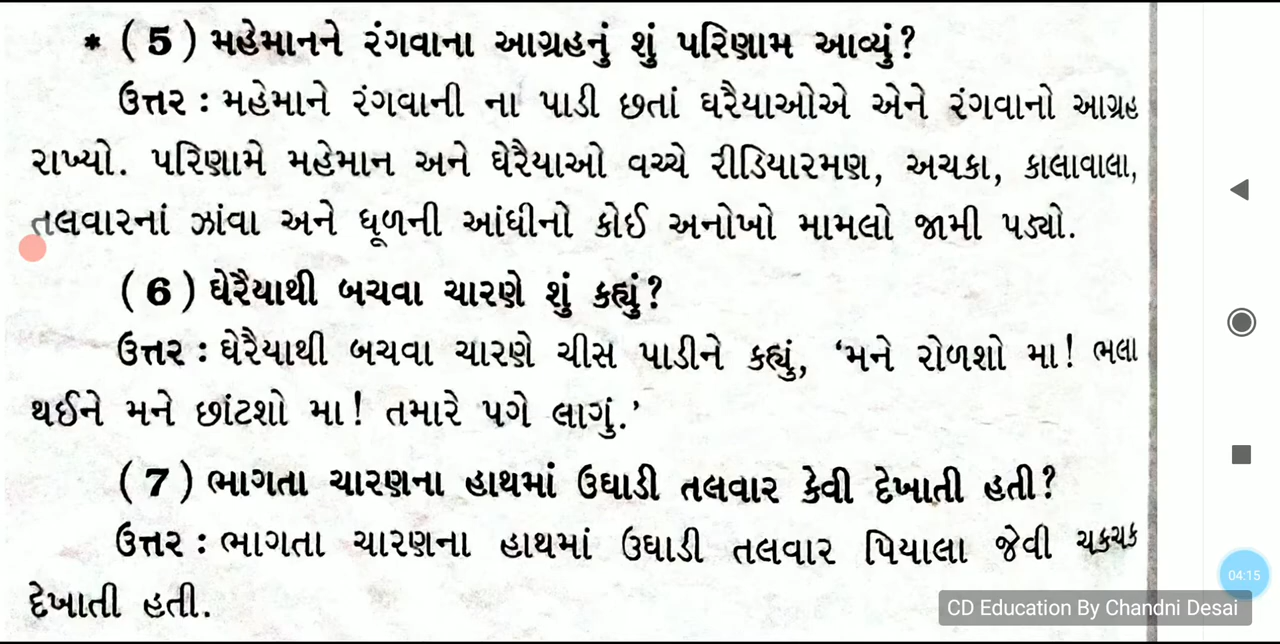 * (5) મહેમાનને રંગવાના આગ્રહનું શું પરિણામ આવ્યું?
ઉત્તર : મહેમાને રંગવાની ના પાડી છતાં ઘરૈયાઓએ એને રંગવાનો આગ્રહ
રાખ્યો. પરિણામે મહેમાન અને ઘેરૈયાઓ વચ્ચે રીડિયારમણ, અચકા, કાલાવાલા,
તલવારનાં ઝાંવા અને ધૂળની આંધીનો કોઈ અનોખો મામલો જામી પડ્યો.
(6) ઘેરૈયાથી બચવા ચારણે શું કહ્યું?
ઉત્તર : ઘેરૈયાથી બચવા ચારણે ચીસ પાડીને કહ્યું, ‘મને રોળશો મા! ભલા
થઈને મને છાંટશો મા! તમારે પગે લાગું.’
(7) ભાગતા ચારણના હાથમાં ઉઘાડી તલવાર કેવી દેખાતી હતી?
ઉત્તર : ભાગતા ચારણના હાથમાં ઉઘાડી તલવાર પિયાલા જેવી ચકચક
દેખાતી હતી.
04:15
CD Education By Chandni Desai